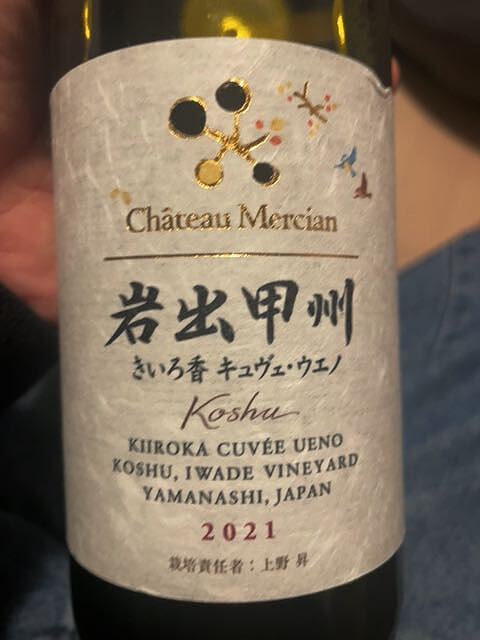 Château Mercian
岩出甲州
きいろ香 キュヴェ・ウエノ
Koshu
KIIROKA CUVÉE UENO
KOSHU, IWADE VINEYARD
YAMANASHI, JAPAN
2021
栽培責任者：上野 昇